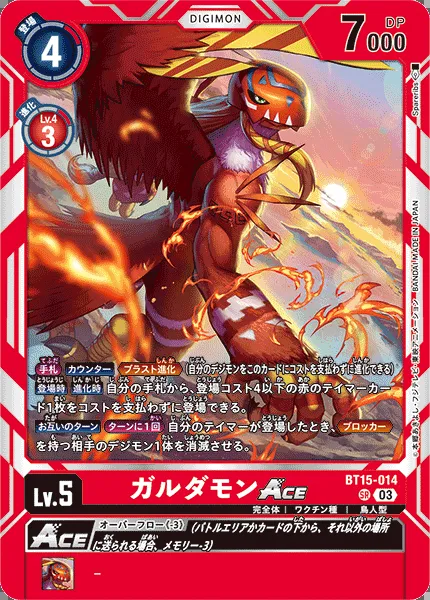 DIGIMON
登場
4
7000
DP
進化
Lv.4
3
Spareribs
©本郷あきよし・フジテレビ・東映アニメーション BANDAI MADE IN JAPAN
手札 カウンター ブラスト進化 (自分のデジモンをこのカードにコストを支払わずに進化できる)
登場時 進化時 自分の手札から、登場コスト4以下の赤のテイマーカー
ド1枚をコストを支払わずに登場できる。
お互いのターン ターンに1回 自分のテイマーが登場したとき、ブロッカー
を持つ相手のデジモン1体を消滅させる。
BT15-014
Lv.5
ガルダモンACE
SR
03
完全体 | ワクチン種 | 鳥人型
ACE
オーバーフロー《-3》 (バトルエリアかカードの下から、それ以外の場所
に送られる場合、メモリー-3)
-